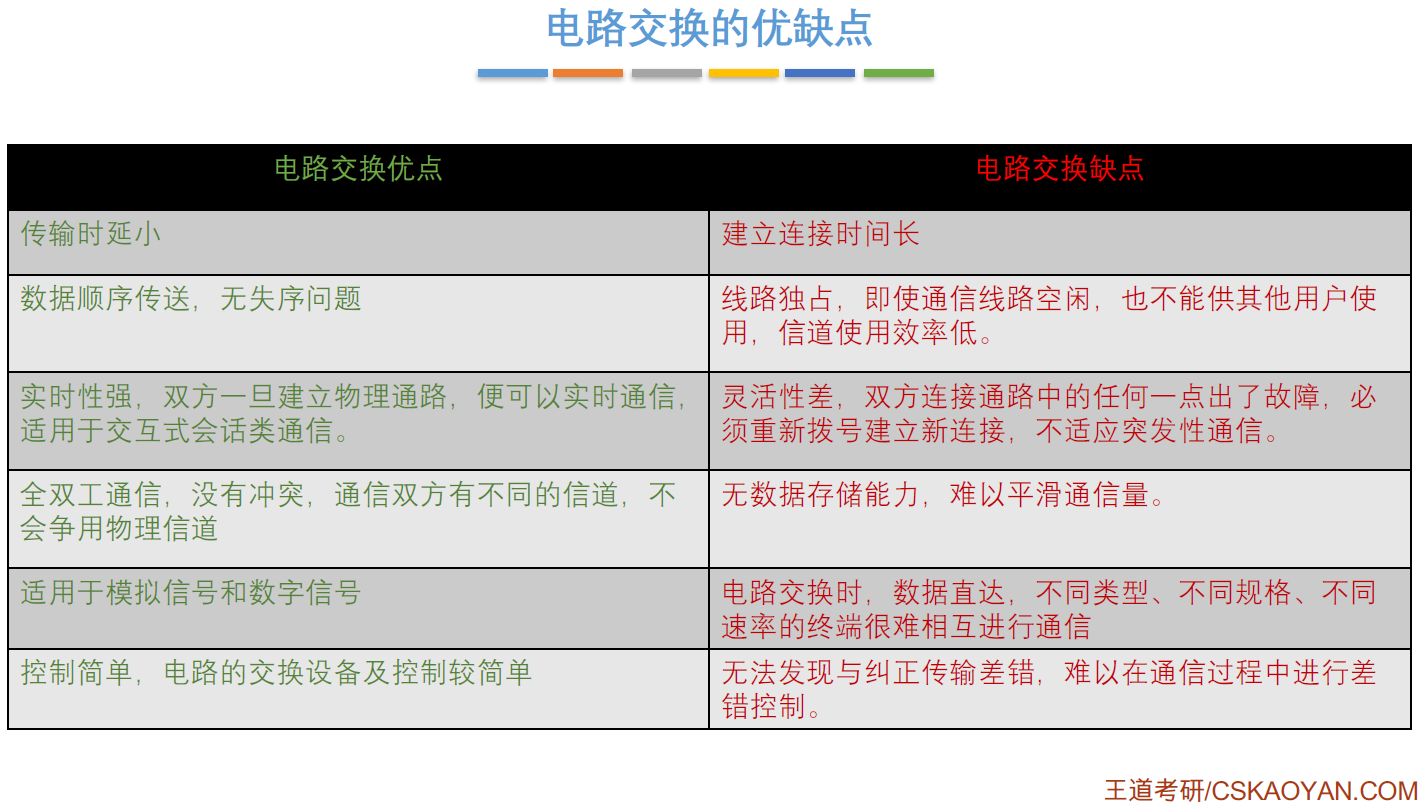 电路交换的优缺点
电路交换优点
电路交换缺点
传输时延小
建立连接时间长
数据顺序传送，无失序问题
线路独占，即使通信线路空闲，也不能供其他用户使
用，信道使用效率低。
实时性强，双方一旦建立物理通路，便可以实时通信，
适用于交互式会话类通信。
灵活性差，双方连接通路中的任何一点出了故障，必
须重新拨号建立新连接，不适应突发性通信。
全双工通信，没有冲突，通信双方有不同的信道，不
会争用物理信道
无数据存储能力，难以平滑通信量。
适用于模拟信号和数字信号
电路交换时，数据直达，不同类型、不同规格、不同
速率的终端很难相互进行通信
控制简单，电路的交换设备及控制较简单
无法发现与纠正传输差错，难以在通信过程中进行差
错控制。
王道考研/CSKAOYAN.COM